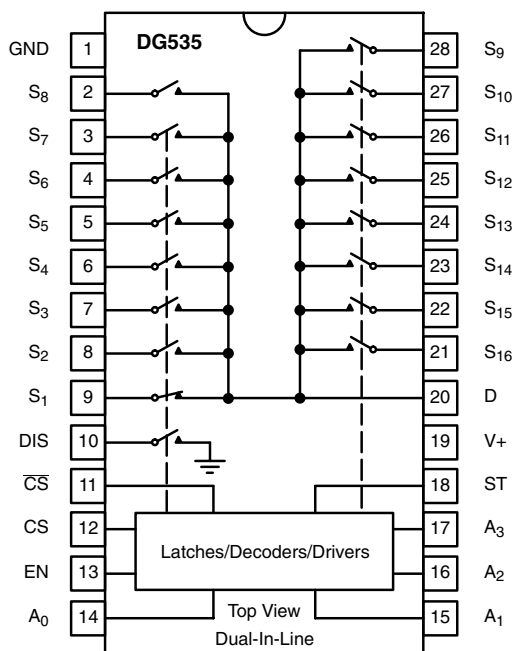 GND 1 DG535 28 S9
S8 2 27 S10
S7 3 26 S11
S6 4 25 S12
S5 5 24 S13
S4 6 23 S14
S3 7 22 S15
S2 8 21 S16
S1 9 20 D
DIS 10 19 V+
C̅S̅ 11 18 ST
CS 12 17 A3
Latches/Decoders/Drivers
EN 13 16 A2
A0 14 Top View 15 A1
Dual-In-Line